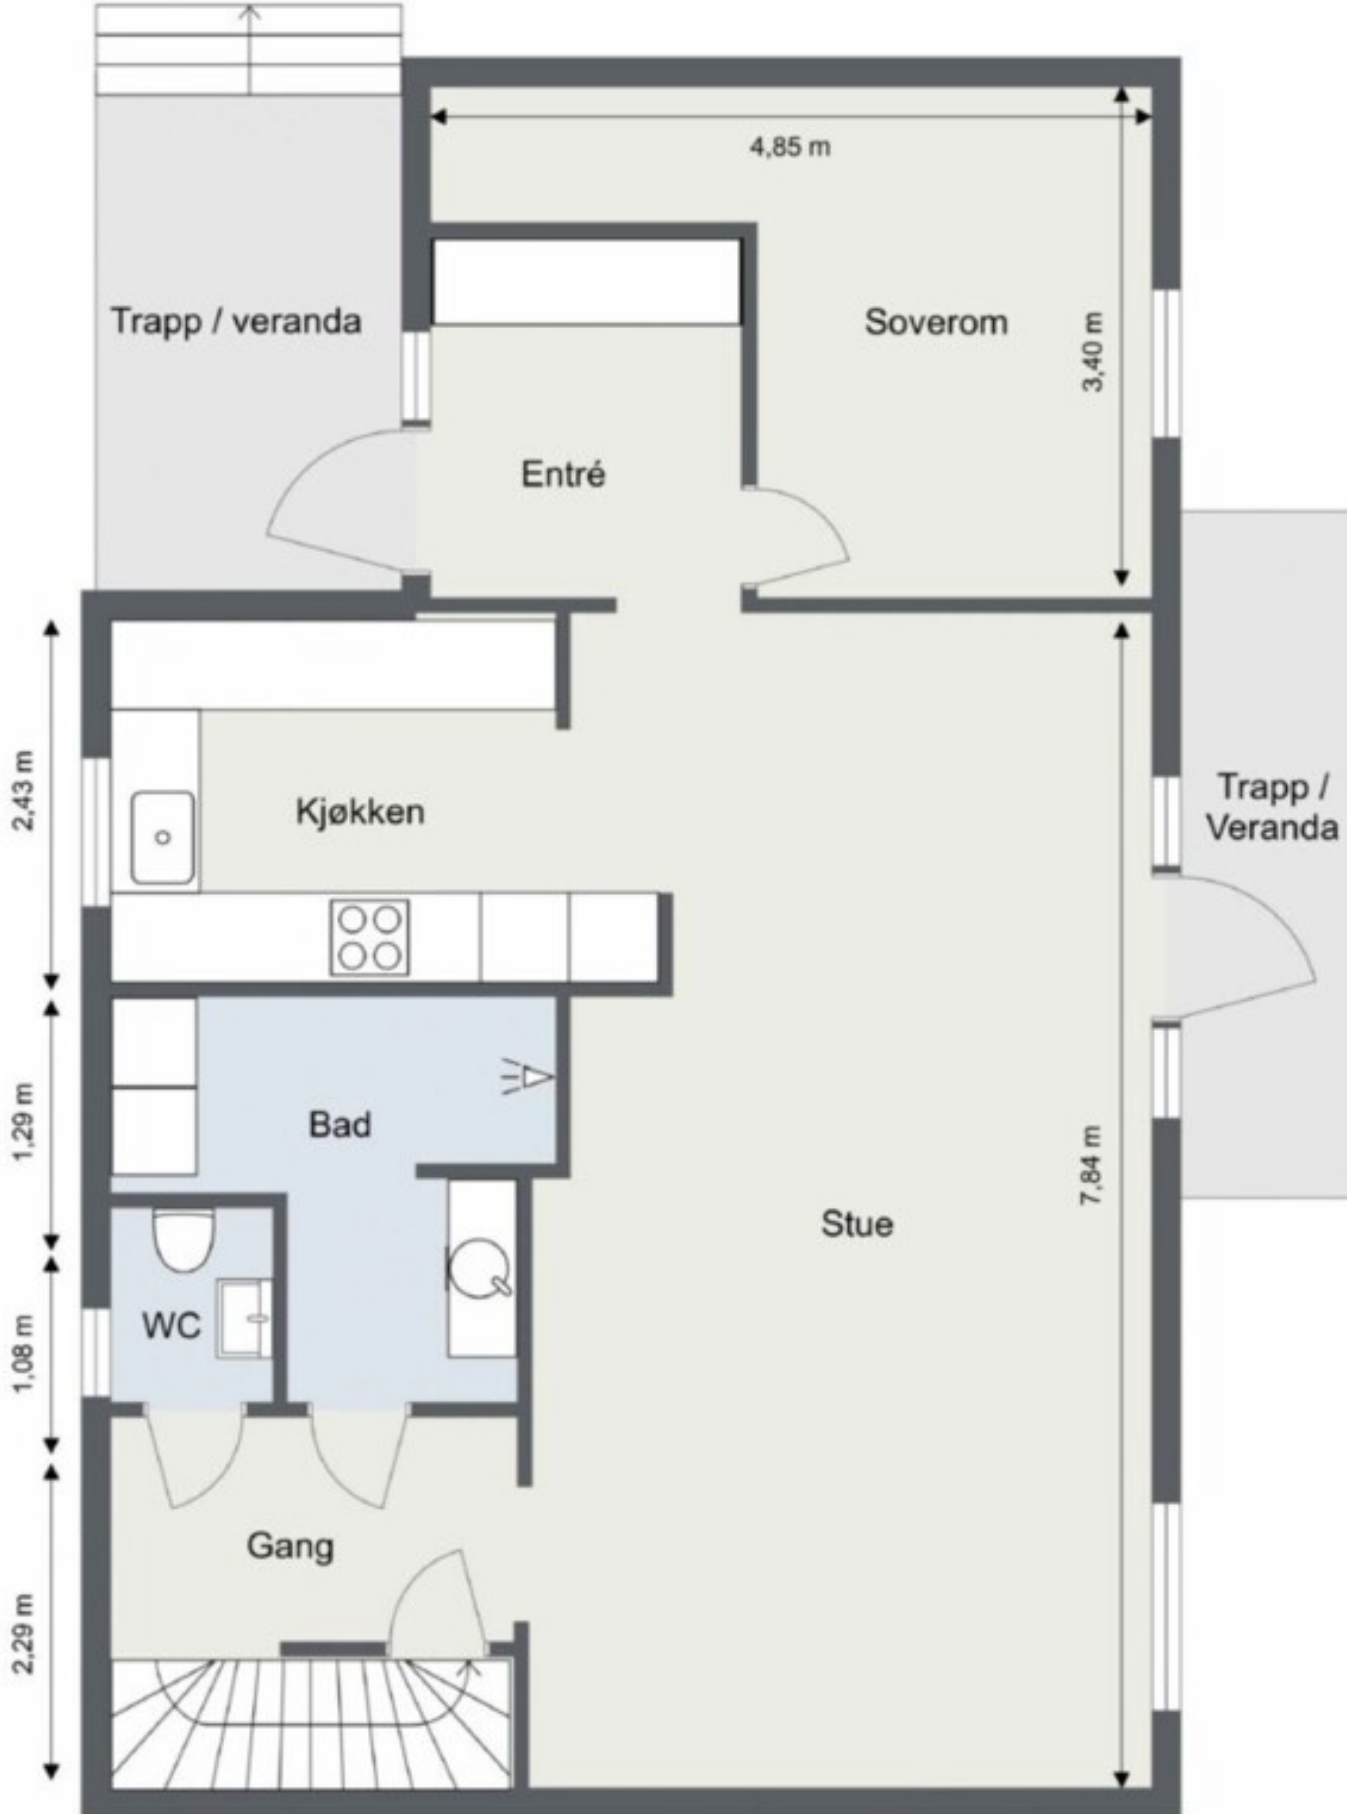 4,85 m
Trapp / veranda
Soverom
3,40 m
Entré
2,43 m
Kjøkken
Trapp /
Veranda
1,29 m
Bad
7,84 m
Stue
1,08 m
WC
Gang
2,29 m